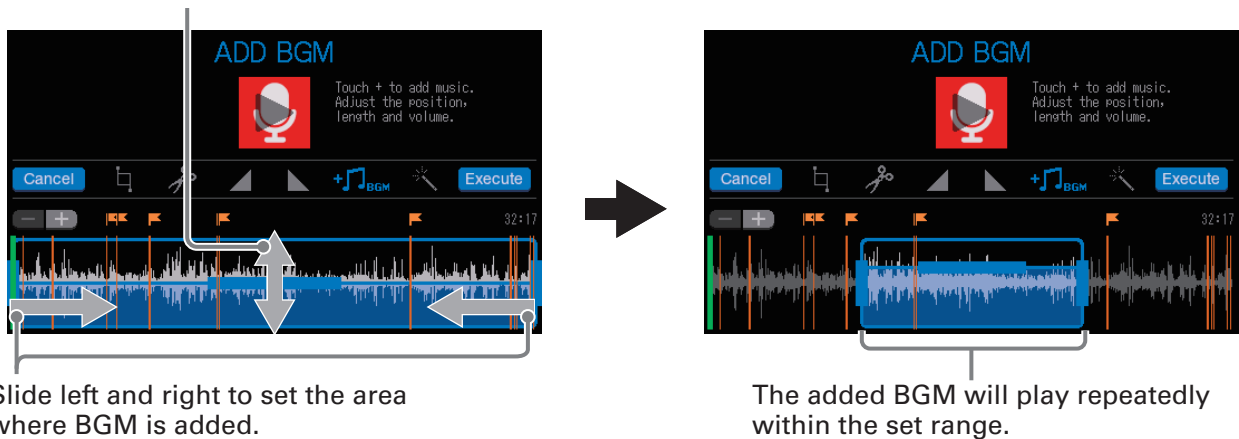 ADD BGM
Touch + to add music.
Adjust the position,
length and volume.
Cancel
+
BGM
Execute
- +
32:17
Slide left and right to set the area
where BGM is added.
ADD BGM
Touch + to add music.
Adjust the position,
length and volume.
Cancel
+
BGM
Execute
- +
32:17
The added BGM will play repeatedly
within the set range.